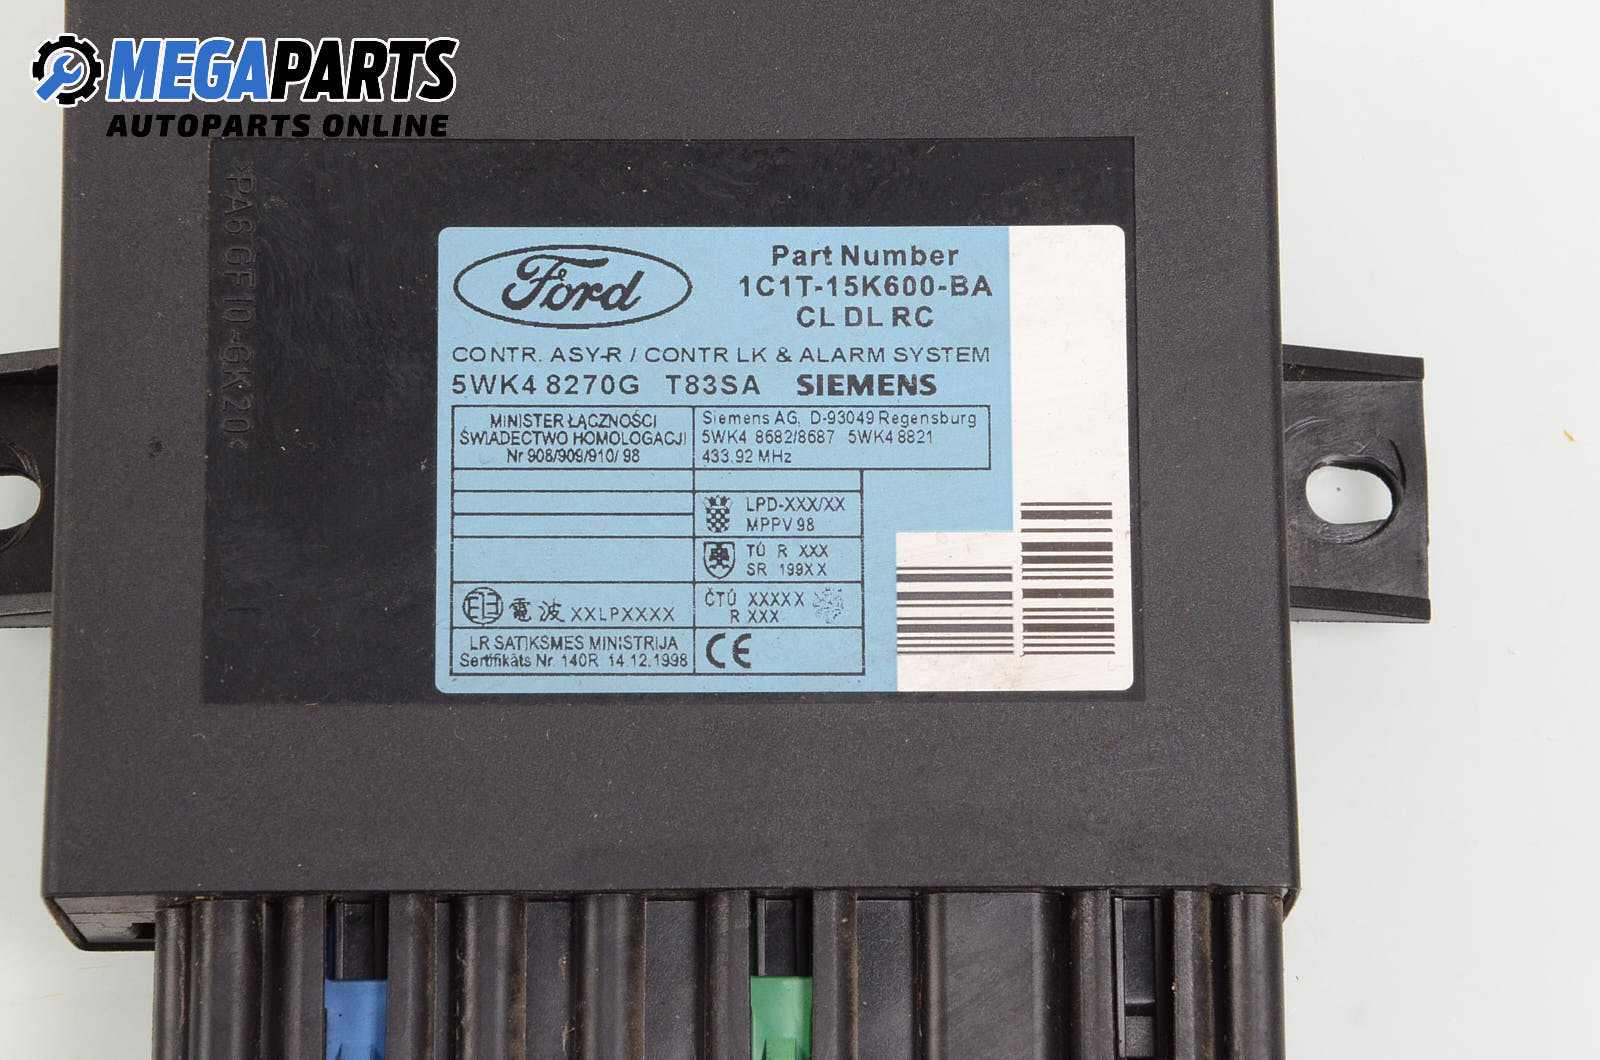 MEGAPARTS
AUTOPARTS ONLINE
>PA6GF10-GK20<
Ford
Part Number
1C1T-15K600-BA
CL DL RC
CONTR. ASY-R / CONTR LK & ALARM SYSTEM
5WK4 8270G T83SA SIEMENS
MINISTER ŁĄCZNOŚCI
ŚWIADECTWO HOMOLOGACJI
Nr 908/909/910/ 98
Siemens AG, D-93049 Regensburg
5WK4 8682/8687 5WK4 8821
433,92 MHz
LPD-XXX/XX
MPPV 98
TÚ R XXX
SR 199XX
電波 XXLPXXXX
ČTÚ XXXXX
R XXX
LR SATIKSMES MINISTRIJA
Sertifikāts Nr. 140R 14.12.1998
CE